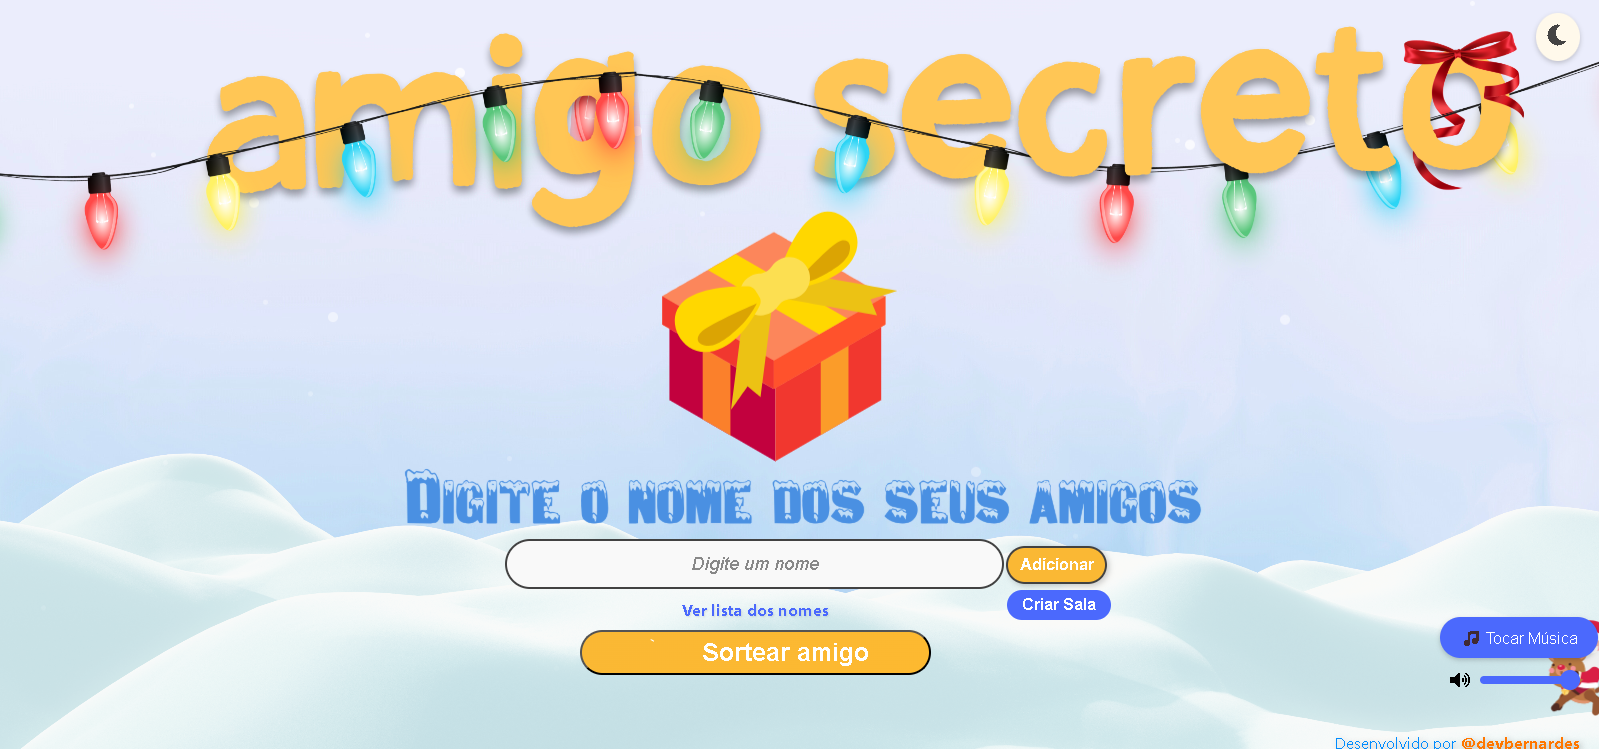 amigo secreto
Digite o nome dos seus amigos
Digite um nome
Adicionar
Ver lista dos nomes
Criar Sala
Sortear amigo
Tocar Música
Desenvolvido por @devbernardes